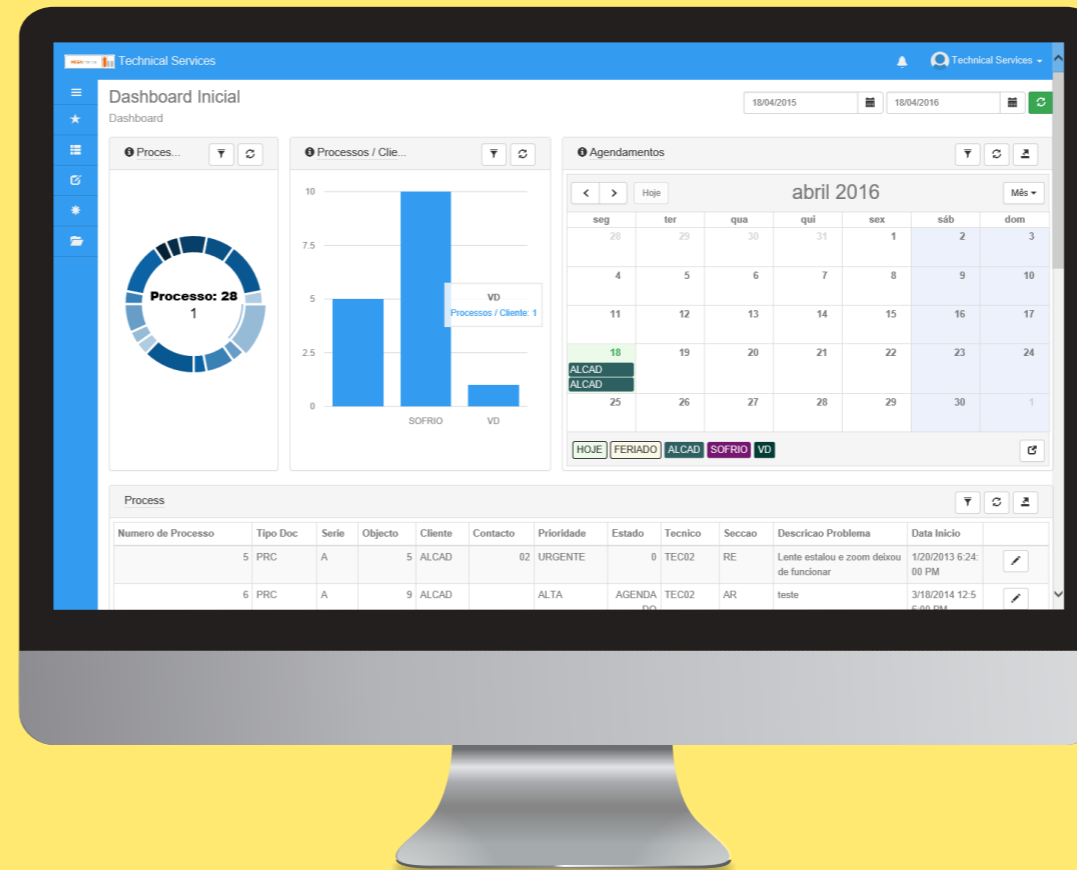 Technical Services
Technical Services
Dashboard Inicial
Dashboard
18/04/2015
18/04/2016
Proces...
Processo: 28
1
Processos / Clie...
10
7.5
5
2.5
0
SOFRIO
VD
VD
Processos / Cliente: 1
Agendamentos
Hoje
abril 2016
Mês
seg ter qua qui sex sáb dom
28 29 30 31 1 2 3
4 5 6 7 8 9 10
11 12 13 14 15 16 17
18 19 20 21 22 23 24
ALCAD
ALCAD
25 26 27 28 29 30 1
HOJE FERIADO ALCAD SOFRIO VD
Process
Numero de Processo Tipo Doc Serie Objecto Cliente Contacto Prioridade Estado Tecnico Seccao Descricao Problema Data Inicio
5 PRC A 5 ALCAD 02 URGENTE 0 TEC02 RE Lente estalou e zoom deixou 1/20/2013 6:24:
de funcionar 00 PM
6 PRC A 9 ALCAD ALTA AGENDA TEC02 AR teste 3/18/2014 12:5